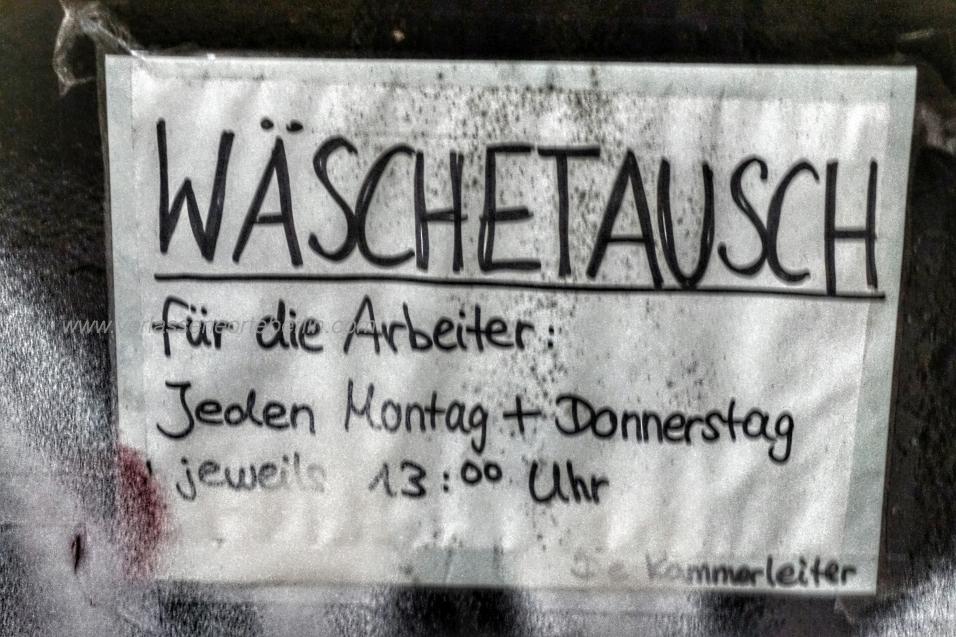 WÄSCHETAUSCH
für die Arbeiter:
Jeden Montag + Donnerstag
jeweils 13:00 Uhr
Kammerleiter